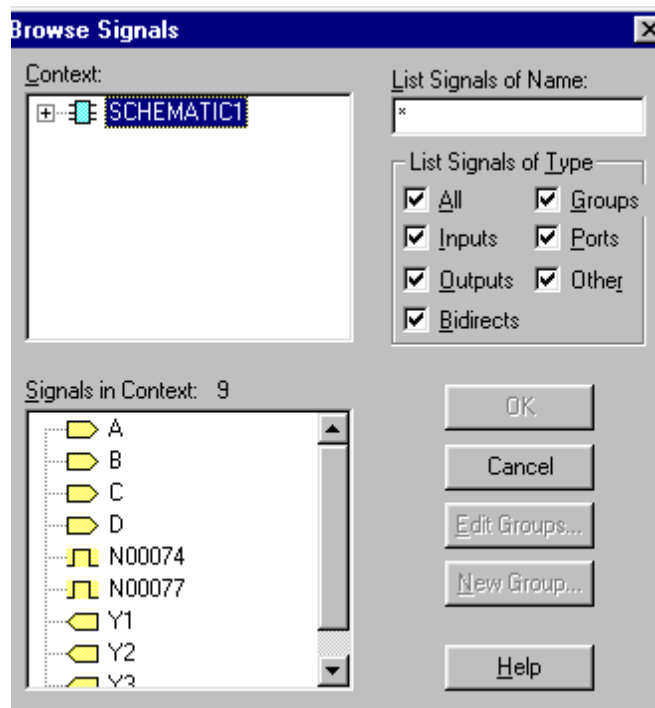 Browse Signals
Context:
SCHEMATIC1
List Signals of Name:
*
List Signals of Type
All
Groups
Inputs
Ports
Outputs
Other
Bidirects
Signals in Context: 9
A
B
C
D
N00074
N00077
Y1
Y2
Y3
OK
Cancel
Edit Groups...
New Group...
Help